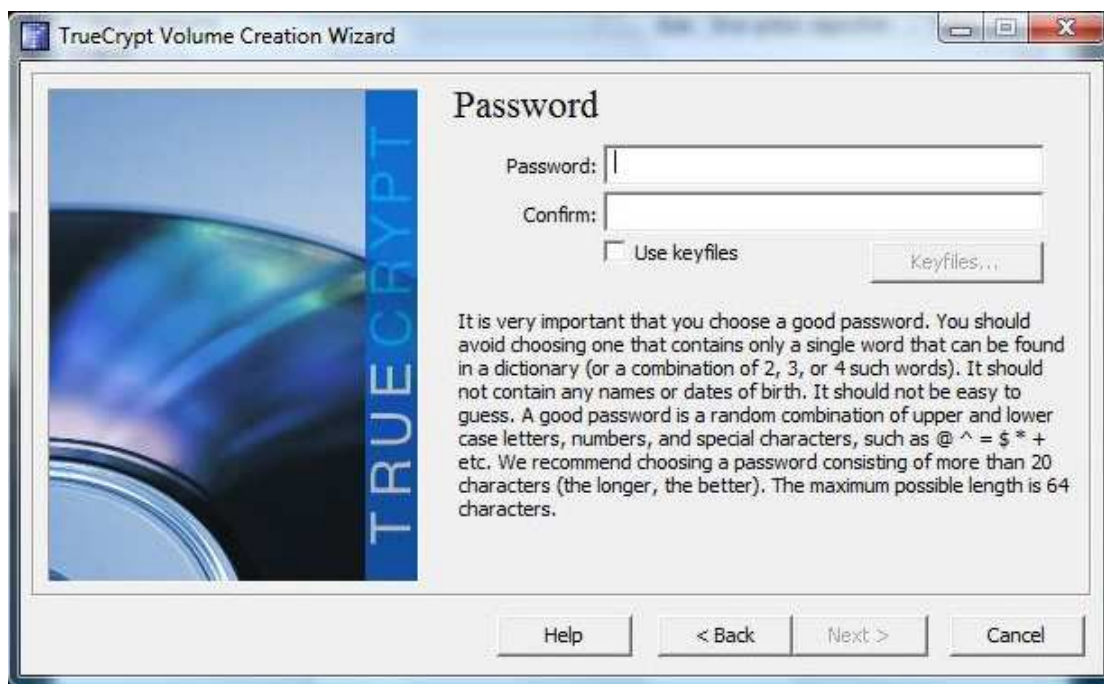 TrueCrypt Volume Creation Wizard
TRUECRYPT
Password
Password:
Confirm:
Use keyfiles
Keyfiles...
It is very important that you choose a good password. You should
avoid choosing one that contains only a single word that can be found
in a dictionary (or a combination of 2, 3, or 4 such words). It should
not contain any names or dates of birth. It should not be easy to
guess. A good password is a random combination of upper and lower
case letters, numbers, and special characters, such as @ ^ = $ * +
etc. We recommend choosing a password consisting of more than 20
characters (the longer, the better). The maximum possible length is 64
characters.
Help
< Back
Next >
Cancel